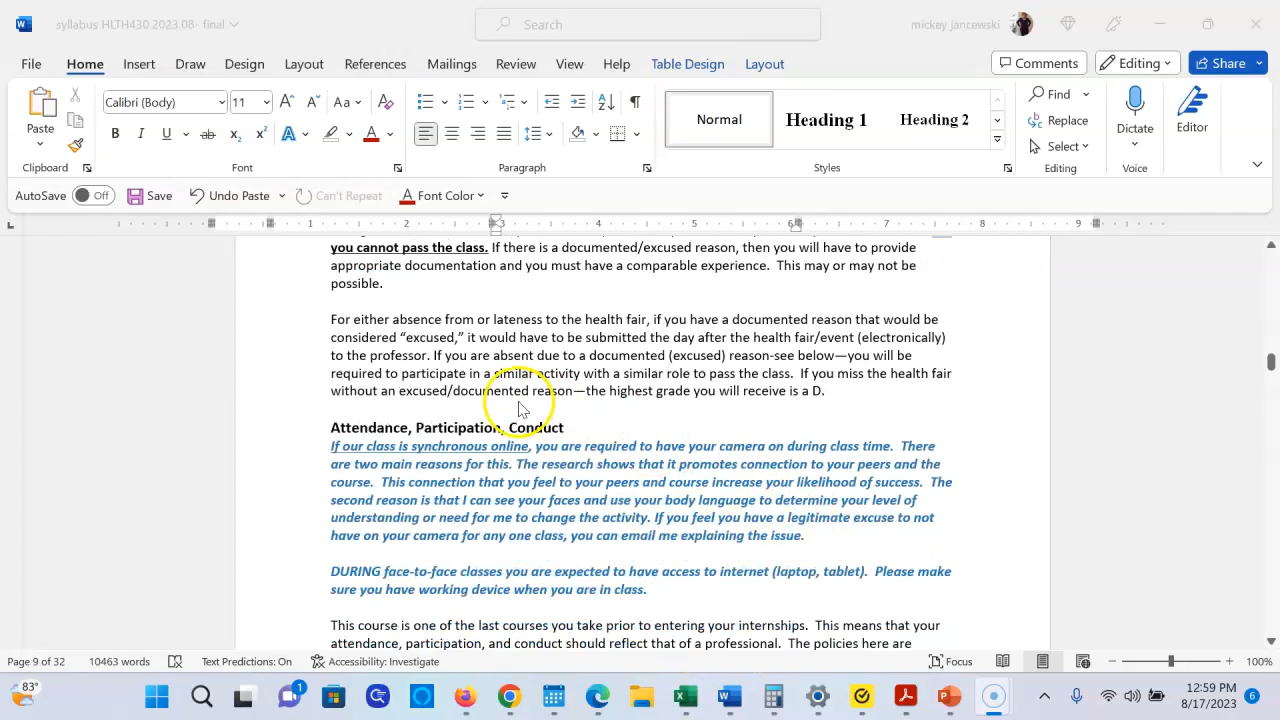 syllabus HLTH430.2023.08- final
Search
mickey jancewski
File Home Insert Draw Design Layout References Mailings Review View Help Table Design Layout
Comments Editing Share
Paste
Clipboard
Calibri (Body) 11
Font
Paragraph
Normal Heading 1 Heading 2
Styles
Find
Replace
Select
Editing
Dictate
Voice
Editor
AutoSave Off Save Undo Paste Can't Repeat Font Color
1 2 3 4 5 6 7 8 9
you cannot pass the class. If there is a documented/excused reason, then you will have to provide
appropriate documentation and you must have a comparable experience. This may or may not be
possible.
For either absence from or lateness to the health fair, if you have a documented reason that would be
considered “excused,” it would have to be submitted the day after the health fair/event (electronically)
to the professor. If you are absent due to a documented (excused) reason-see below—you will be
required to participate in a similar activity with a similar role to pass the class. If you miss the health fair
without an excused/documented reason—the highest grade you will receive is a D.
Attendance, Participation, Conduct
If our class is synchronous online, you are required to have your camera on during class time. There
are two main reasons for this. The research shows that it promotes connection to your peers and the
course. This connection that you feel to your peers and course increase your likelihood of success. The
second reason is that I can see your faces and use your body language to determine your level of
understanding or need for me to change the activity. If you feel you have a legitimate excuse to not
have on your camera for any one class, you can email me explaining the issue.
DURING face-to-face classes you are expected to have access to internet (laptop, tablet). Please make
sure you have working device when you are in class.
This course is one of the last courses you take prior to entering your internships. This means that your
attendance, participation, and conduct should reflect that of a professional. The policies here are
Page 9 of 32 10463 words Text Predictions: On Accessibility: Investigate Focus 100%
83°
1
12:59 PM
8/17/2023
6